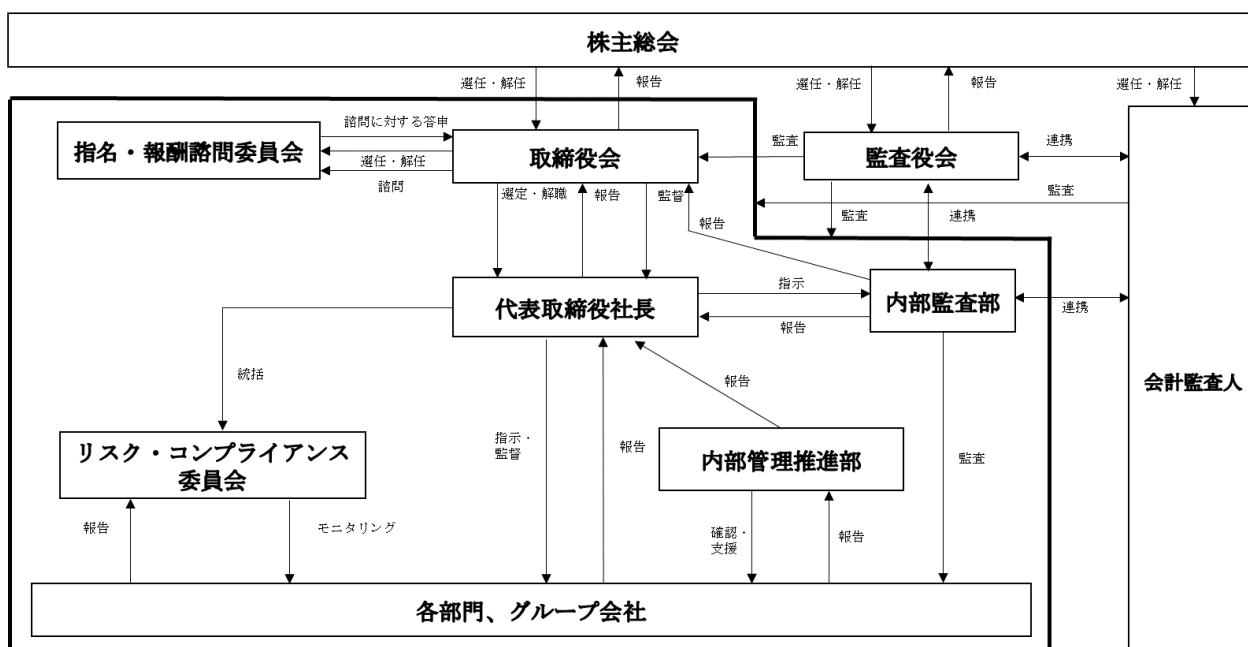 株主総会
選任・解任
報告
選任・解任
報告
選任・解任
諮問に対する答申
指名・報酬諮問委員会
選任・解任
諮問
取締役会
監査
監査役会
連携
監査
選定・解職
報告
監督
報告
監査
連携
代表取締役社長
指示
報告
内部監査部
連携
会計監査人
統括
報告
リスク・コンプライアンス
委員会
指示・
監督
報告
内部管理推進部
監査
報告
モニタリング
確認・
支援
報告
各部門、グループ会社